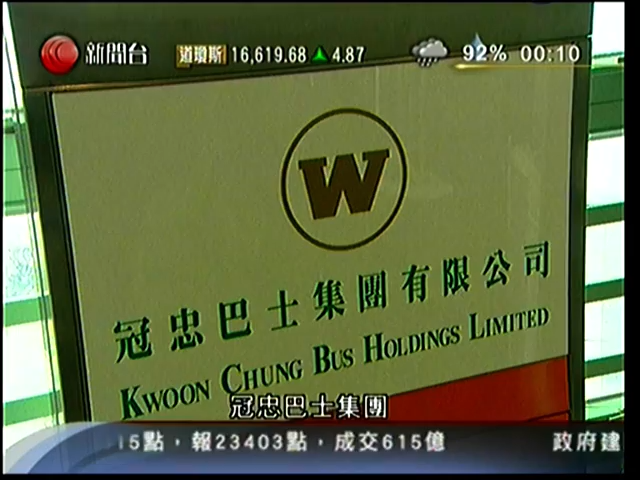 新聞台 道瓊斯 16,619.68 ▲ 4.87 92% 00:10
W
冠忠巴士集團有限公司
KWOON CHUNG BUS HOLDINGS LIMITED
冠忠巴士集團
15點，報23403點，成交615億 政府建